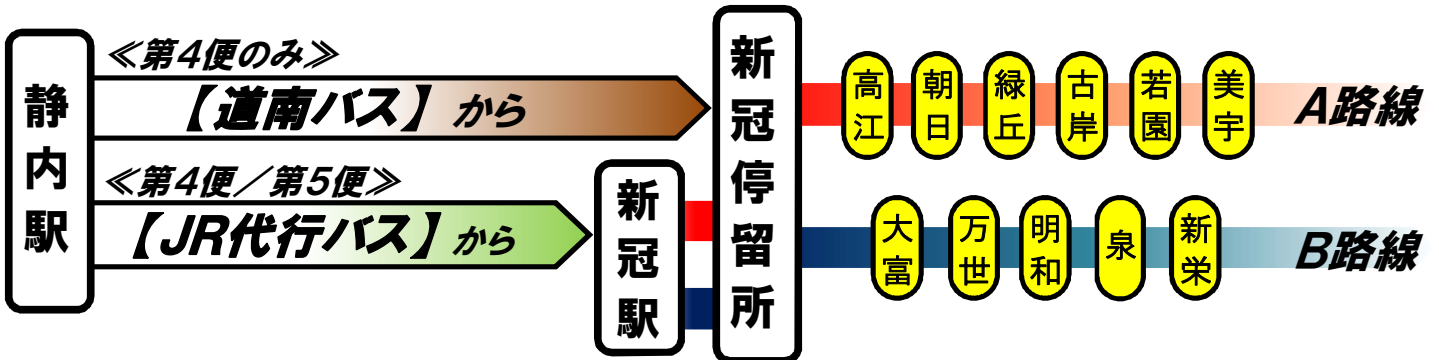 静内駅
≪第4便のみ≫
【道南バス】から
≪第4便／第5便≫
【JR代行バス】から
新冠駅
新冠停留所
高江
朝日
緑丘
古岸
若園
美宇
A路線
大富
万世
明和
泉
新栄
B路線